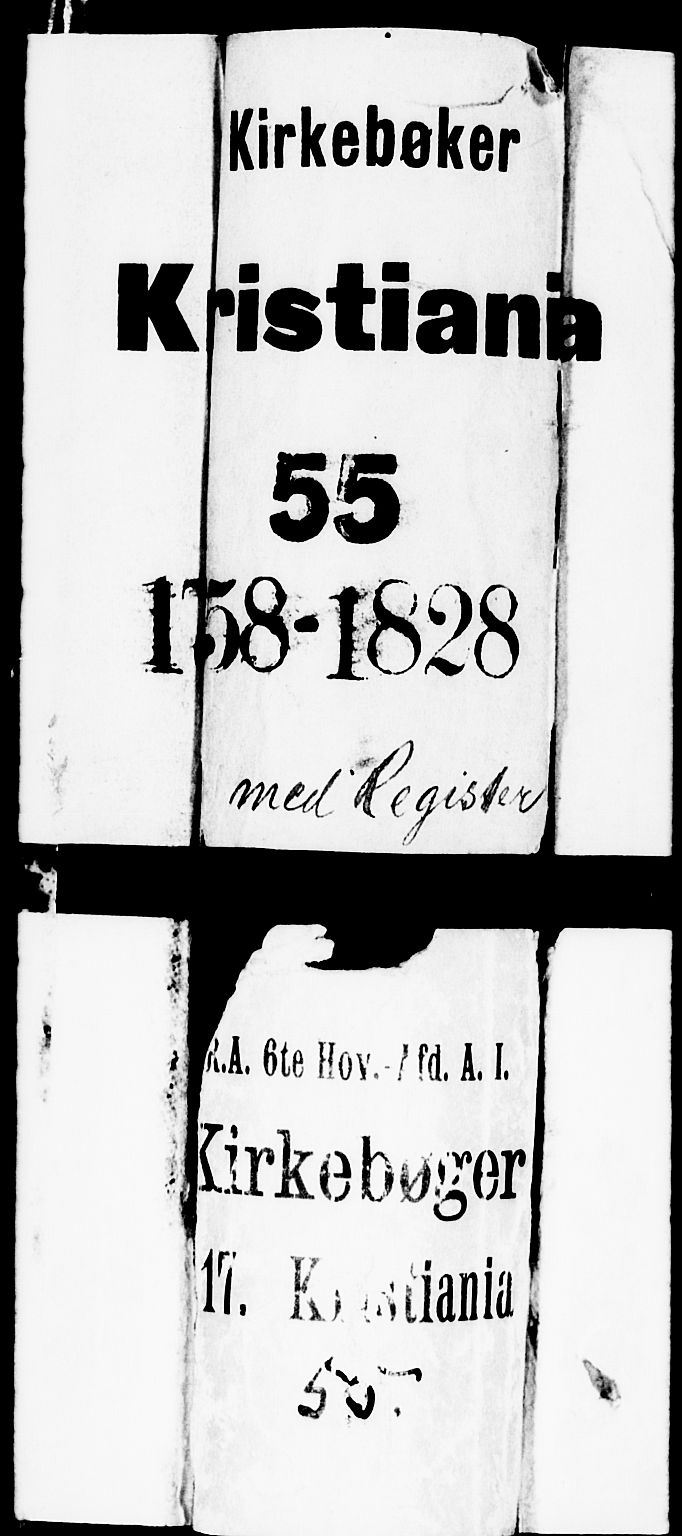 Kirkebøker
Kristiania
55
1758-1828
med Register
R.A. 6te Hov.-Afd. A. I.
Kirkebøger
17. Kristiania
55.